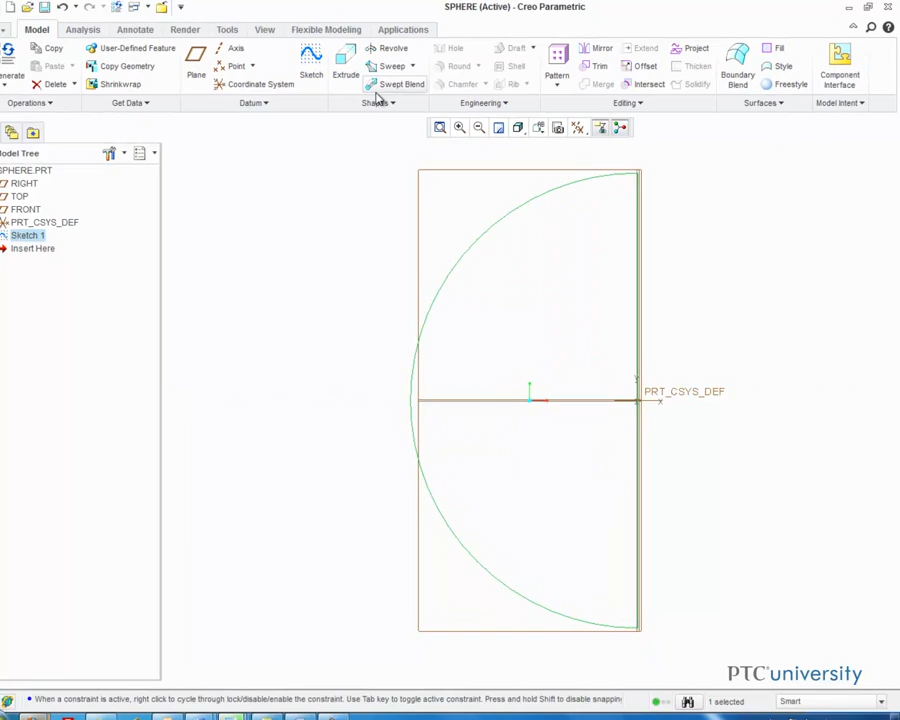 SPHERE (Active) - Creo Parametric
Model Analysis Annotate Render Tools View Flexible Modeling Applications
Copy User-Defined Feature Axis Revolve Hole Draft Mirror Extend Project Fill
enerate Paste Copy Geometry Plane Point Sketch Extrude Sweep Round Shell Pattern Trim Offset Thicken Boundary Blend Style Component Interface
Delete Shrinkwrap Coordinate System Swept Blend Chamfer Rib Merge Intersect Solidify Freestyle
Operations Get Data Datum Shapes Engineering Editing Surfaces Model Intent
Model Tree
SPHERE.PRT
RIGHT
TOP
FRONT
PRT_CSYS_DEF
Sketch 1
Insert Here
Y
PRT_CSYS_DEF
X
PTC university
• When a constraint is active, right click to cycle through lock/disable/enable the constraint. Use Tab key to toggle active constraint. Press and hold Shift to disable snapping
1 selected
Smart